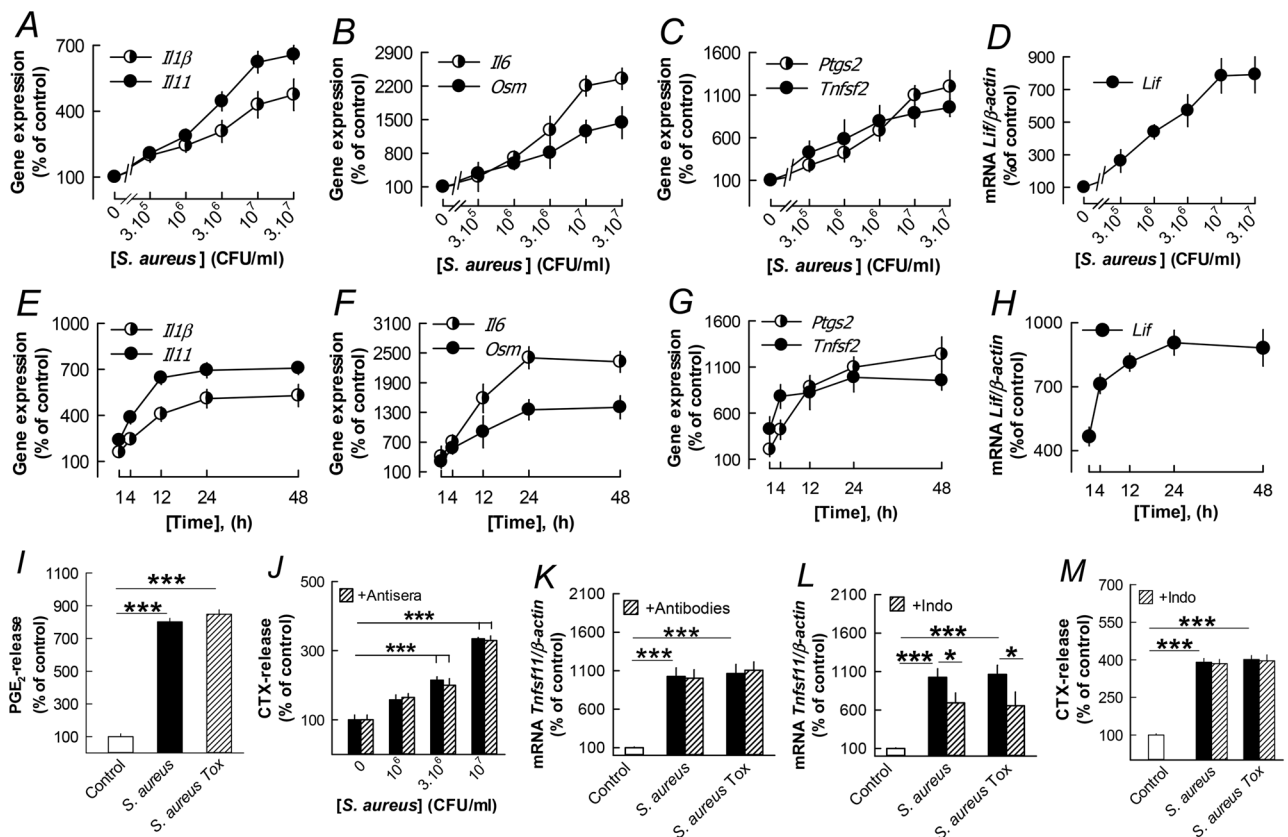 A
Gene expression
(% of control)
700
400
100
Il1β
Il11
0
3.10⁵
10⁶
3.10⁶
10⁷
3.10⁷
[S. aureus] (CFU/ml)
B
Gene expression
(% of control)
2900
2200
1500
800
100
Il6
Osm
0
3.10⁵
10⁶
3.10⁶
10⁷
3.10⁷
[S. aureus] (CFU/ml)
C
Gene expression
(% of control)
1600
1100
600
100
Ptgs2
Tnfsf2
0
3.10⁵
10⁶
3.10⁶
10⁷
3.10⁷
[S. aureus] (CFU/ml)
D
mRNA Lif/β-actin
(%of control)
900
700
500
300
100
Lif
0
3.10⁵
10⁶
3.10⁶
10⁷
3.10⁷
[S. aureus] (CFU/ml)
E
Gene expression
(% of control)
1000
700
400
100
Il1β
Il11
1 4 12 24 48
[Time], (h)
F
Gene expression
(% of control)
3100
2500
1900
1300
700
100
Il6
Osm
1 4 12 24 48
[Time], (h)
G
Gene expression
(% of control)
1600
1100
600
100
Ptgs2
Tnfsf2
1 4 12 24 48
[Time], (h)
H
mRNA Lif/β-actin
(%of control)
900
700
400
Lif
1 4 12 24 48
[Time], (h)
I
PGE₂-release
(% of control)
1100
900
700
500
300
100
***
***
Control
S. aureus
S. aureus Tox
J
CTX-release
(% of control)
500
300
100
+Antisera
***
***
0
10⁶
3.10⁶
10⁷
[S. aureus] (CFU/ml)
K
mRNA Tnfsf11/β-actin
(% of control)
2100
1600
1100
600
100
+Antibodies
***
***
Control
S. aureus
S. aureus Tox
L
mRNA Tnfsf11/β-actin
(% of control)
2100
1600
1100
600
100
+Indo
***
***
*
*
Control
S. aureus
S. aureus Tox
M
CTX-release
(% of control)
700
550
400
250
100
+Indo
***
***
Control
S. aureus
S. aureus Tox